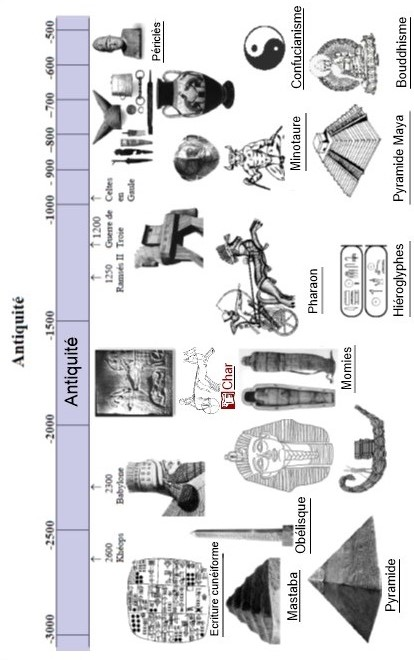 Antiquité
-3000 -2500 -2000 -1500 -1000 -900 -800 -700 -600 -500
Antiquité
2600
Khéops
2300
Babylone
1250
Ramsès II
1200
Guerre de
Troie
Celtes
en
Gaule
Périclès
Ecriture cunéiforme
Char
Mastaba
Obélisque
Momies
Pharaon
Minotaure
Confucianisme
Pyramide
Hiéroglyphes
Pyramide Maya
Bouddhisme